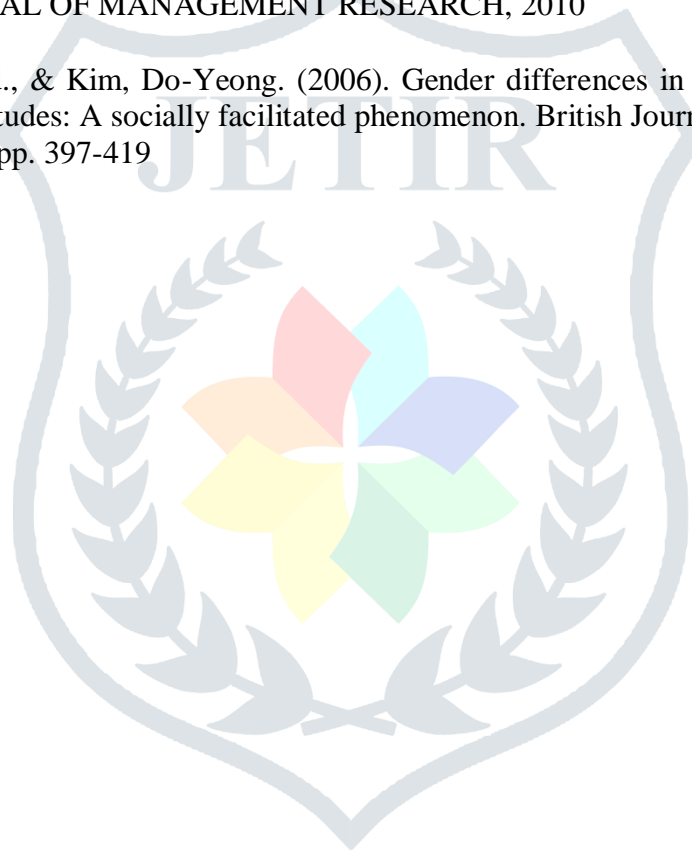 AL OF MANAGEMENT RESEARCH, 2010
., & Kim, Do-Yeong. (2006). Gender differences in
tudes: A socially facilitated phenomenon. British Journ
pp. 397-419
JETIR